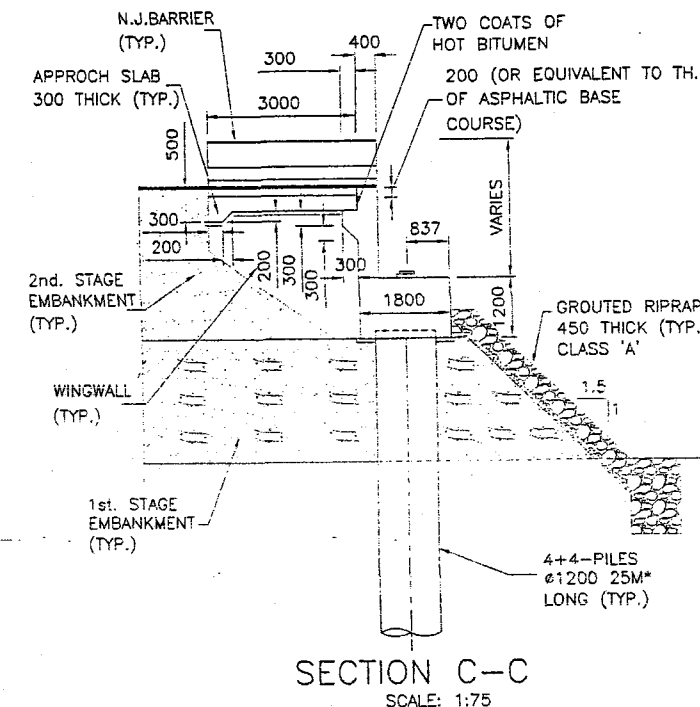 N.J.BARRIER
(TYP.)
400
TWO COATS OF
HOT BITUMEN
300
APPROCH SLAB
300 THICK (TYP.)
3000
200 (OR EQUIVALENT TO TH.
OF ASPHALTIC BASE
COURSE)
500
VARIES
300
837
200
200
300
300
300
2nd. STAGE
EMBANKMENT
(TYP.)
1800
1200
GROUTED RIPRAP
450 THICK (TYP.
CLASS 'A'
WINGWALL
(TYP.)
1.5
1
1st. STAGE
EMBANKMENT
(TYP.)
4+4-PILES
ø1200 25M*
LONG (TYP.)
SECTION C-C
SCALE: 1:75